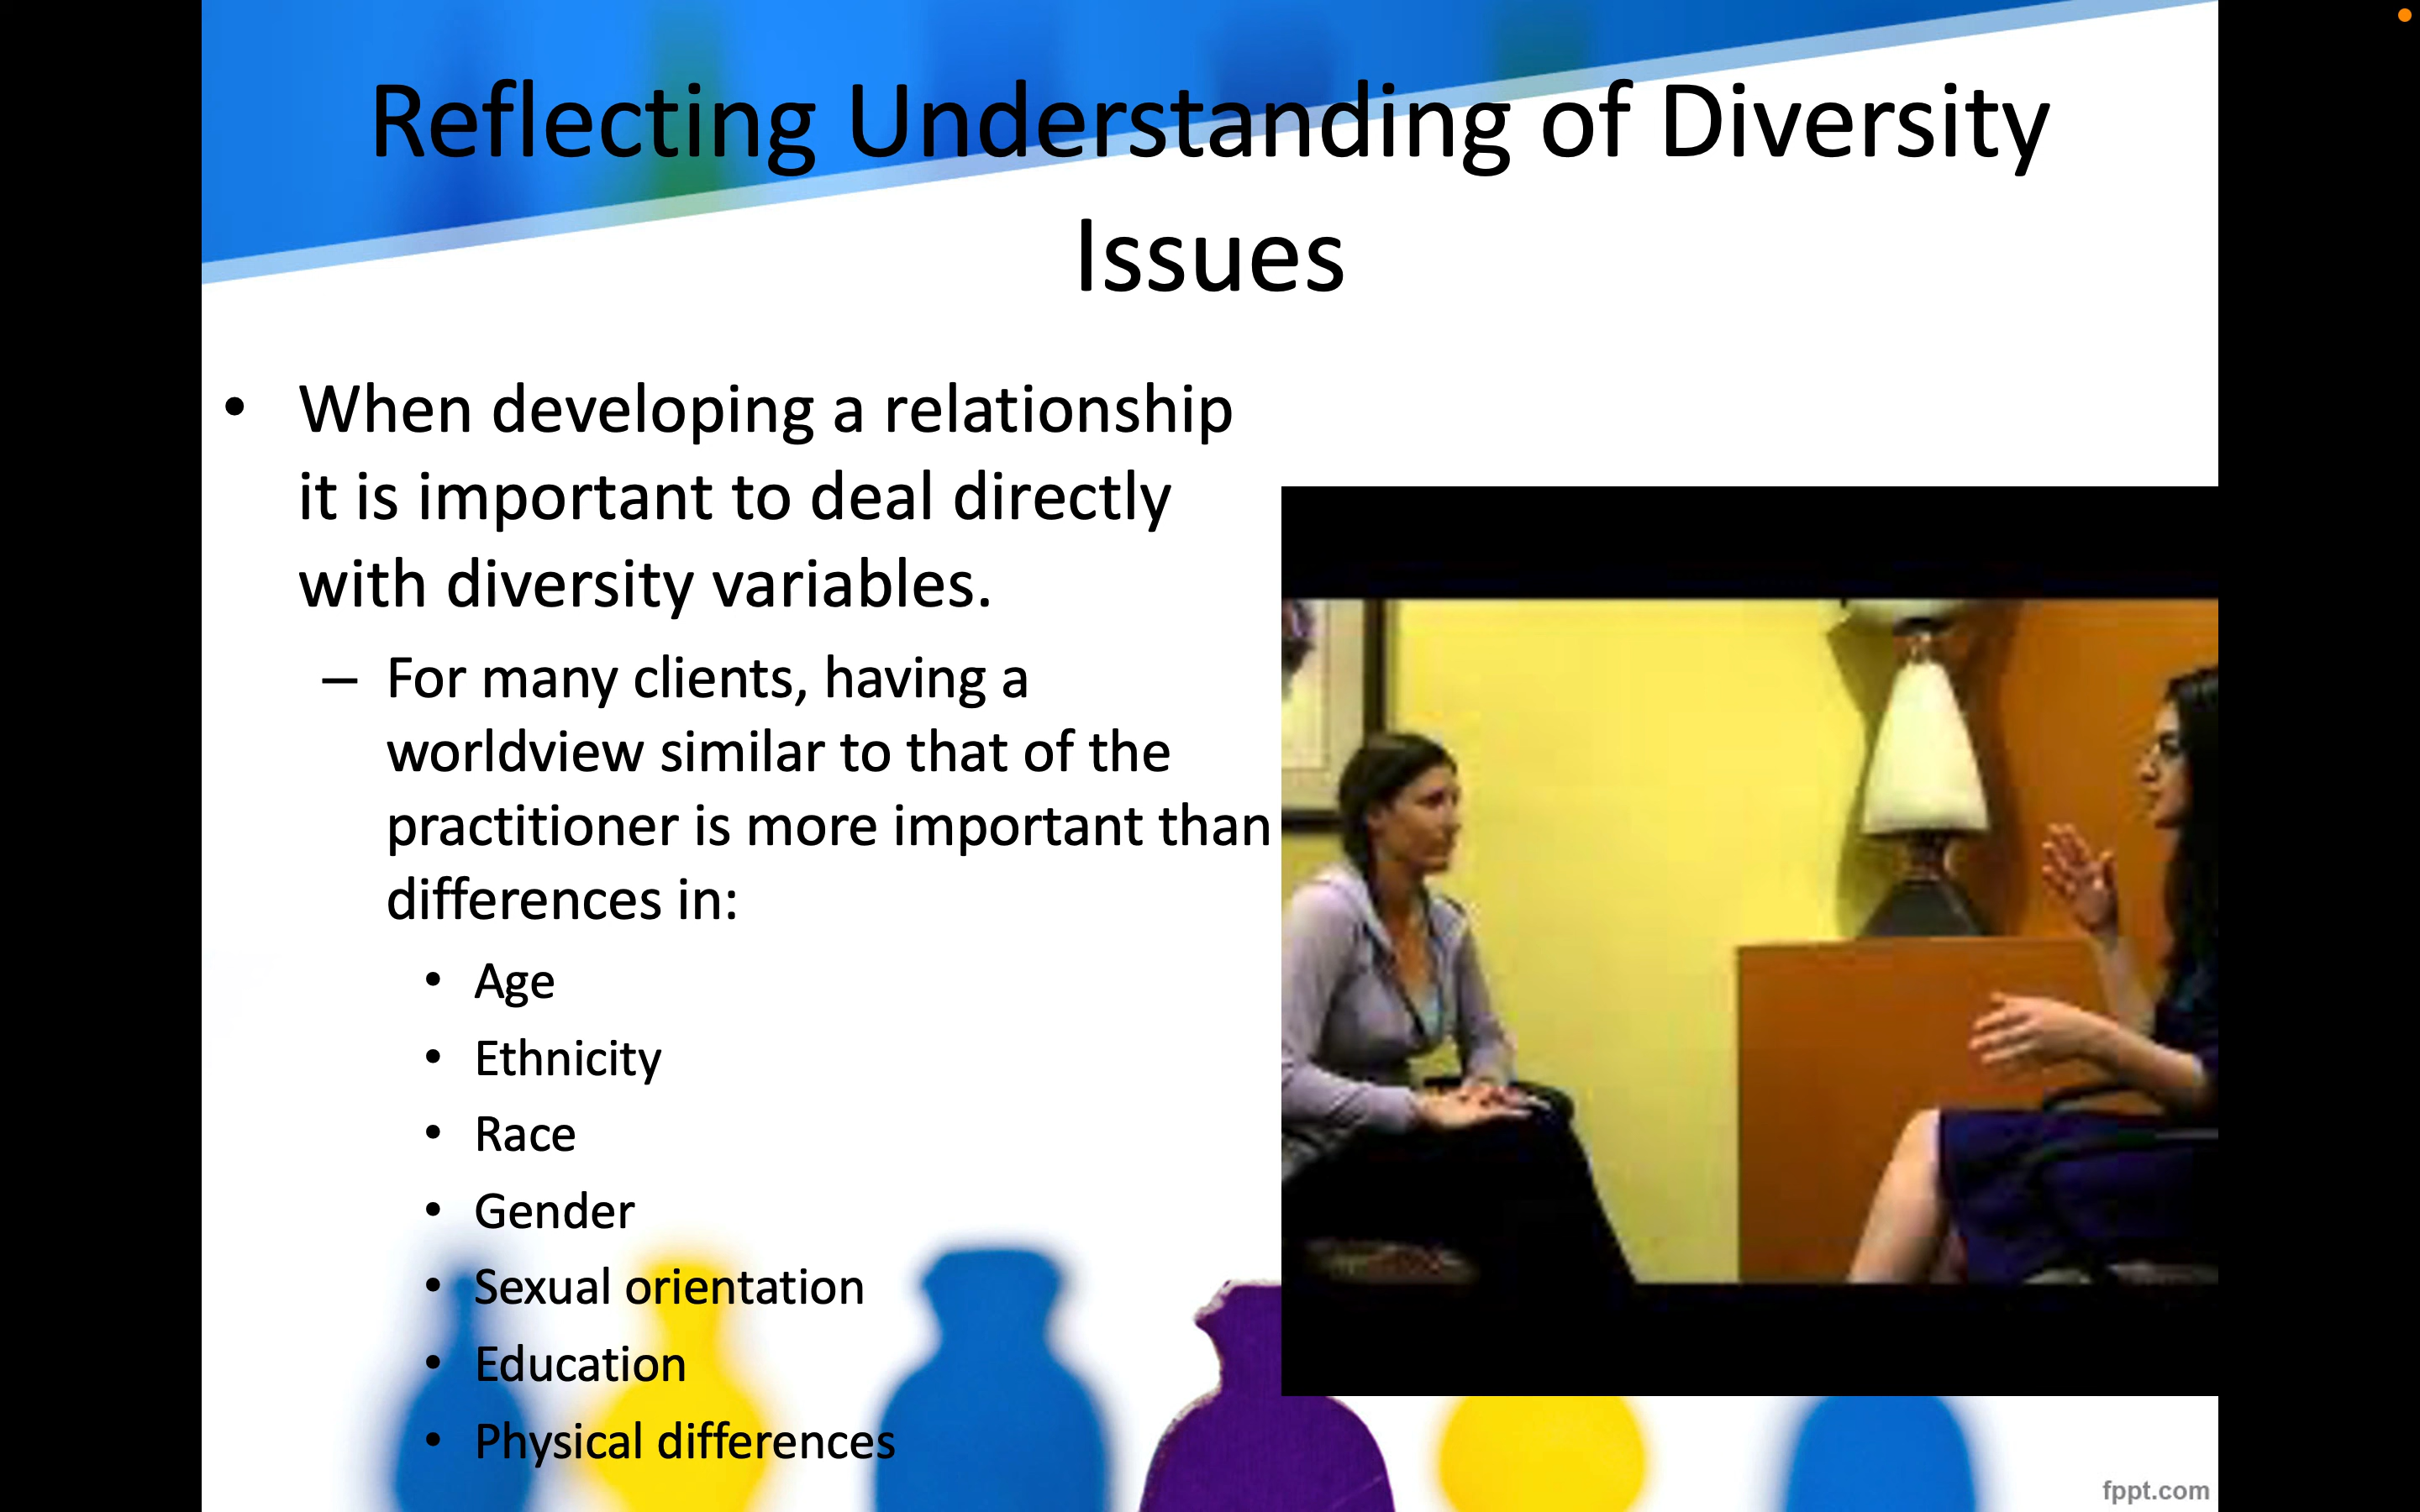 Reflecting Understanding of Diversity
Issues
• When developing a relationship
it is important to deal directly
with diversity variables.
– For many clients, having a
worldview similar to that of the
practitioner is more important than
differences in:
• Age
• Ethnicity
• Race
• Gender
• Sexual orientation
• Education
• Physical differences
fppt.com